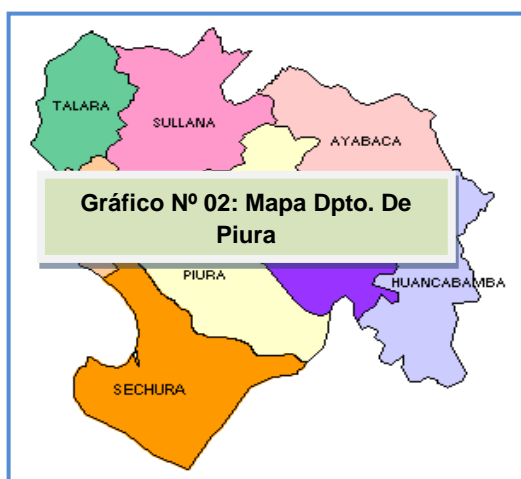 TALARA
SULLANA
AYABACA
Gráfico Nº 02: Mapa Dpto. De
Piura
PIURA
HUANCABAMBA
SECHURA